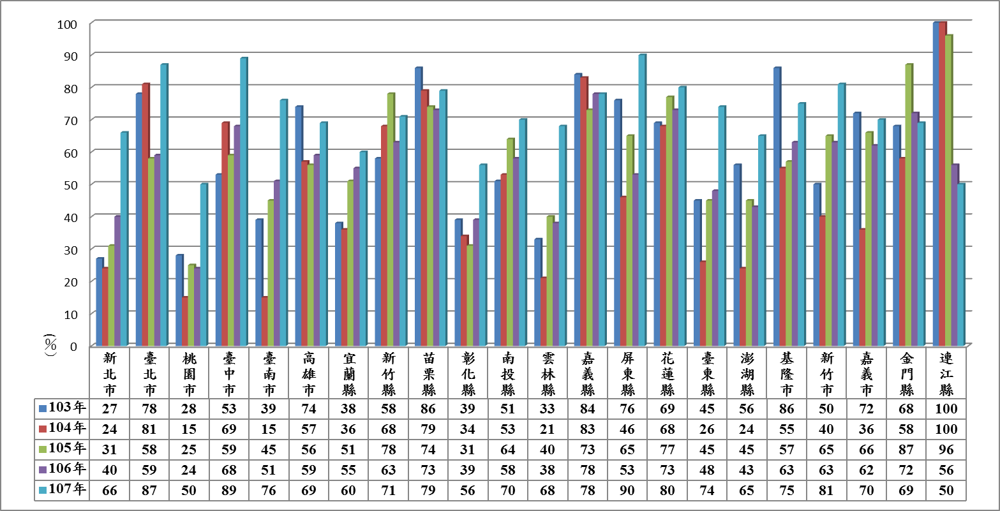 100
90
80
70
60
50
40
30
20
10
0
(%)
新北市 臺北市 桃園市 臺中市 臺南市 高雄市 宜蘭縣 新竹縣 苗栗縣 彰化縣 南投縣 雲林縣 嘉義縣 屏東縣 花蓮縣 臺東縣 澎湖縣 基隆市 新竹市 嘉義市 金門縣 連江縣
103年 27 78 28 53 39 74 38 58 86 39 51 33 84 76 69 45 56 86 50 72 68 100
104年 24 81 15 69 15 57 36 68 79 34 53 21 83 46 68 26 24 55 40 36 58 100
105年 31 58 25 59 45 56 51 78 74 31 64 40 73 65 77 45 45 57 65 66 87 96
106年 40 59 24 68 51 59 55 63 73 39 58 38 78 53 73 48 43 63 63 62 72 56
107年 66 87 50 89 76 69 60 71 79 56 70 68 78 90 80 74 65 75 81 70 69 50